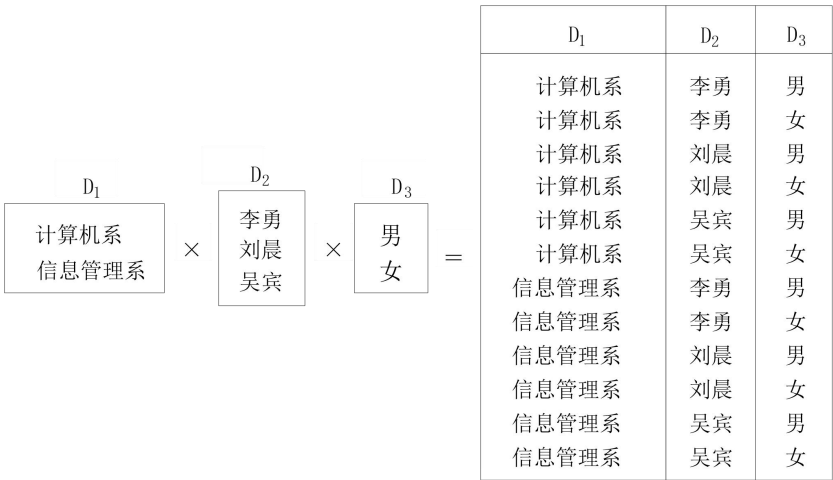 D₁ D₂ D₃
计算机系 李勇 男
计算机系 李勇 女
计算机系 刘晨 男
计算机系 刘晨 女
计算机系 吴宾 男
计算机系 吴宾 女
信息管理系 李勇 男
信息管理系 李勇 女
信息管理系 刘晨 男
信息管理系 刘晨 女
信息管理系 吴宾 男
信息管理系 吴宾 女
D₁
计算机系
信息管理系
×
D₂
李勇
刘晨
吴宾
×
D₃
男
女
=